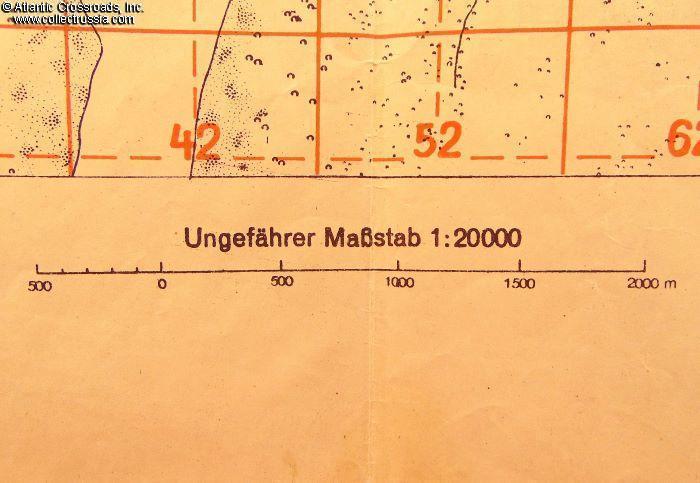 © Atlantic Crossroads, Inc.
www.collectrussia.com
42 52 62
Ungefährer Maßstab 1:20000
500 0 500 1000 1500 2000 m